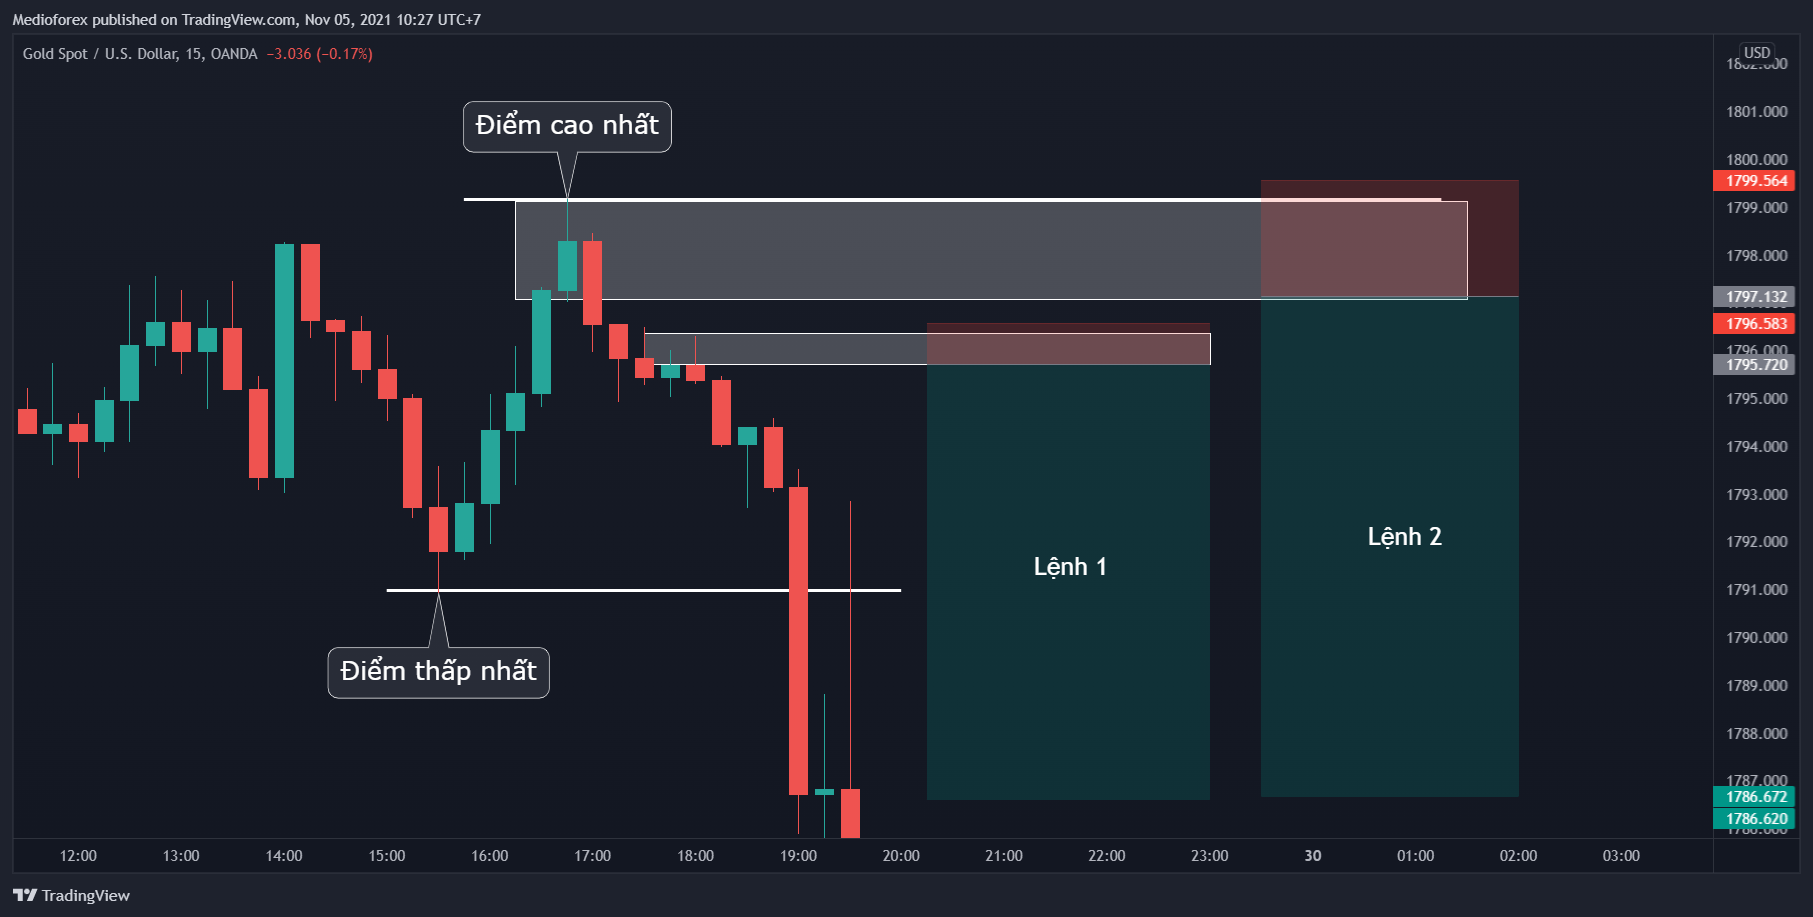 Medioforex published on TradingView.com, Nov 05, 2021 10:27 UTC+7
Gold Spot / U.S. Dollar, 15, OANDA −3.036 (−0.17%)
USD
1802.000
1801.000
1800.000
1799.564
1799.000
1798.000
1797.132
1796.583
1796.000
1795.720
1795.000
1794.000
1793.000
1792.000
1791.000
1790.000
1789.000
1788.000
1787.000
1786.672
1786.620
1786.000
Điểm cao nhất
Lệnh 2
Lệnh 1
Điểm thấp nhất
12:00 13:00 14:00 15:00 16:00 17:00 18:00 19:00 20:00 21:00 22:00 23:00 30 01:00 02:00 03:00
TradingView